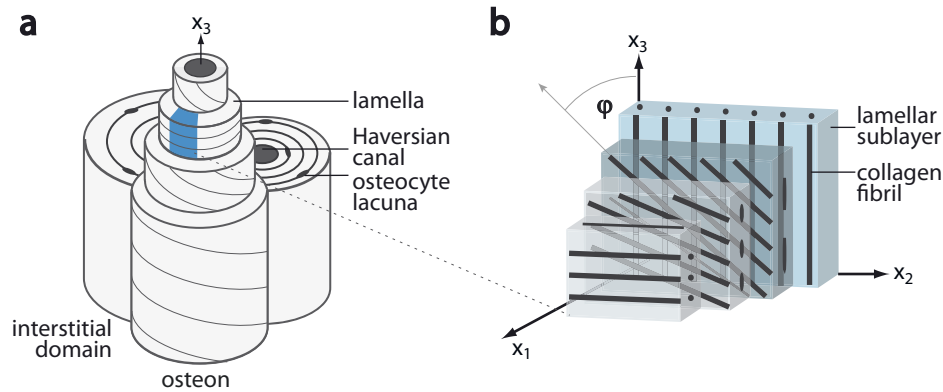 a
x3
lamella
Haversian
canal
osteocyte
lacuna
interstitial
domain
osteon
b
x3
φ
lamellar
sublayer
collagen
fibril
x2
x1